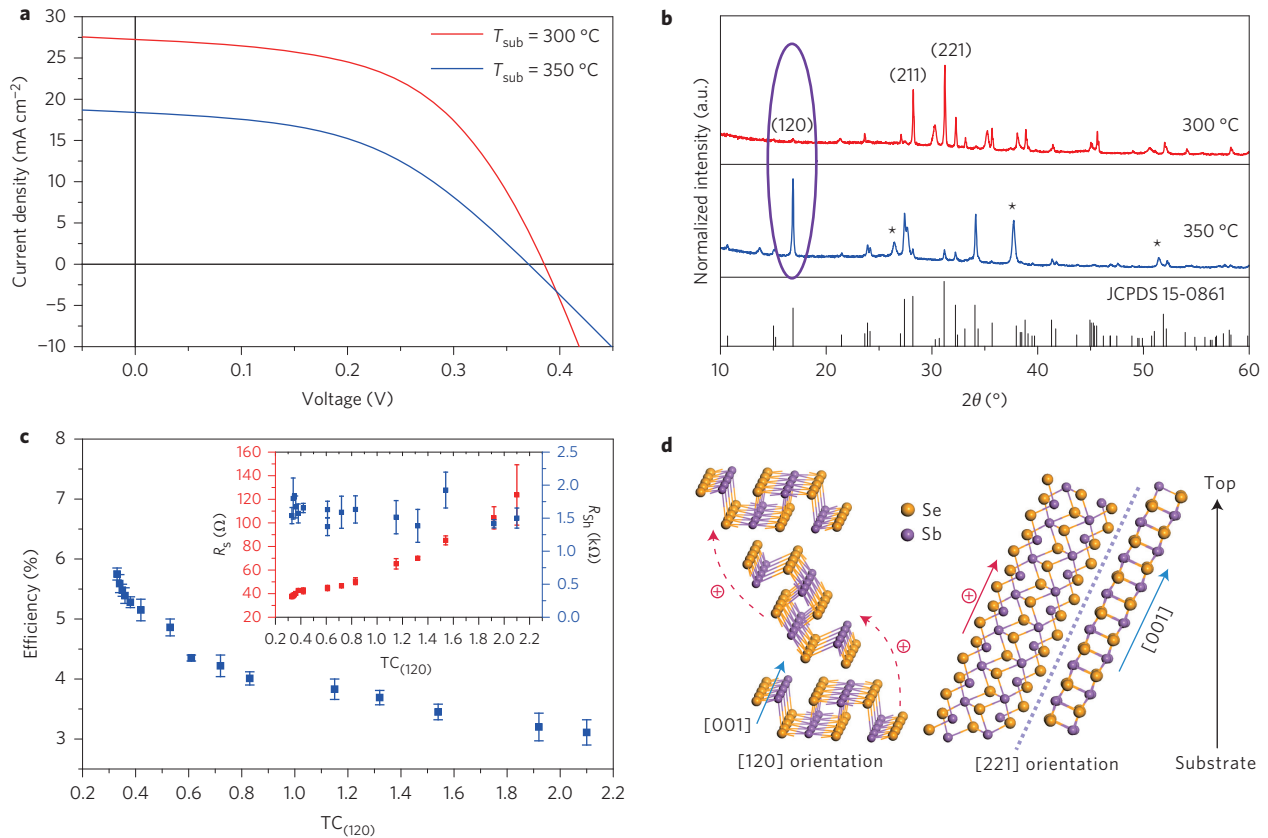 a
30
25
20
15
10
5
0
−5
−10
Current density (mA cm−2)
0.0 0.1 0.2 0.3 0.4
Voltage (V)
Tsub = 300 °C
Tsub = 350 °C
b
(120)
(211)
(221)
300 °C
*
*
*
350 °C
JCPDS 15-0861
Normalized intensity (a.u.)
10 20 30 40 50 60
2θ (°)
c
8
7
6
5
4
3
Efficiency (%)
0.2 0.4 0.6 0.8 1.0 1.2 1.4 1.6 1.8 2.0 2.2
TC(120)
160
140
120
100
80
60
40
20
Rs (Ω)
2.5
2.0
1.5
1.0
0.5
0.0
RSh (kΩ)
0.2 0.4 0.6 0.8 1.0 1.2 1.4 1.6 1.8 2.0 2.2
TC(120)
d
Se
Sb
Top
⊕
⊕
⊕
[001]
[001]
[120] orientation
[221] orientation
Substrate